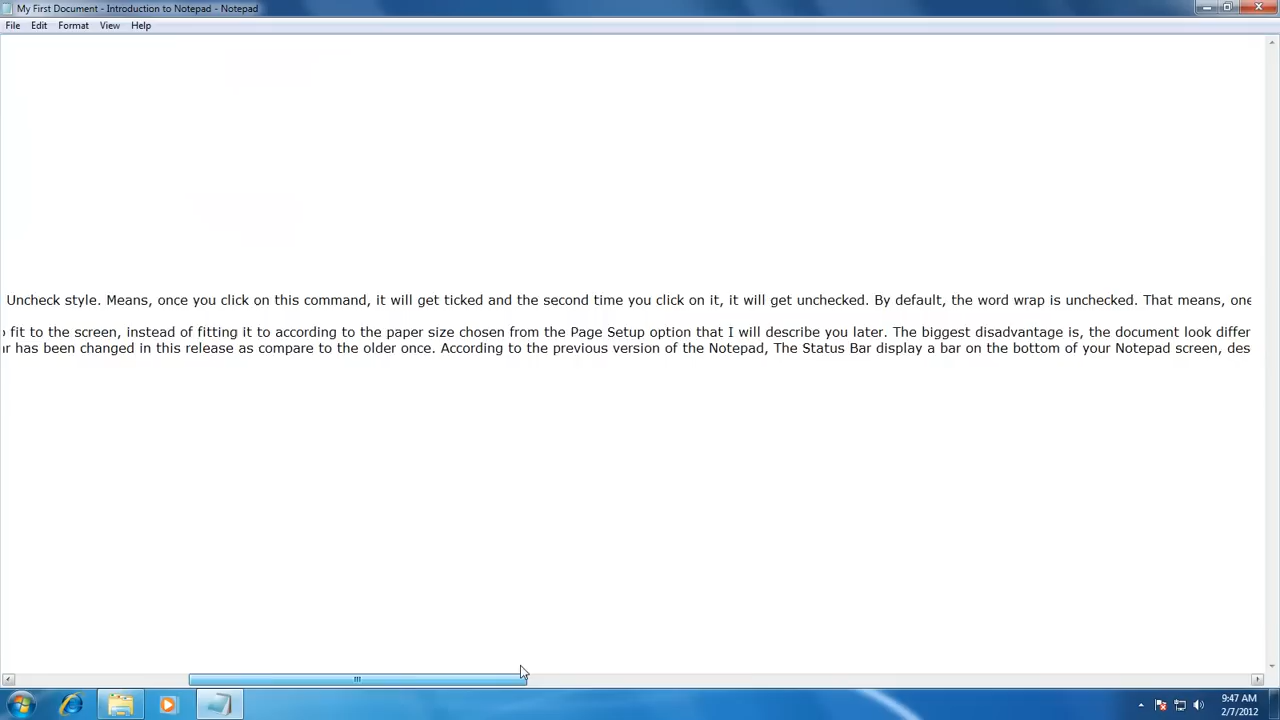 My First Document - Introduction to Notepad - Notepad
File Edit Format View Help
Uncheck style. Means, once you click on this command, it will get ticked and the second time you click on it, it will get unchecked. By default, the word wrap is unchecked. That means, one
fit to the screen, instead of fitting it to according to the paper size chosen from the Page Setup option that I will describe you later. The biggest disadvantage is, the document look differ
r has been changed in this release as compare to the older once. According to the previous version of the Notepad, The Status Bar display a bar on the bottom of your Notepad screen, des
9:47 AM
2/7/2012